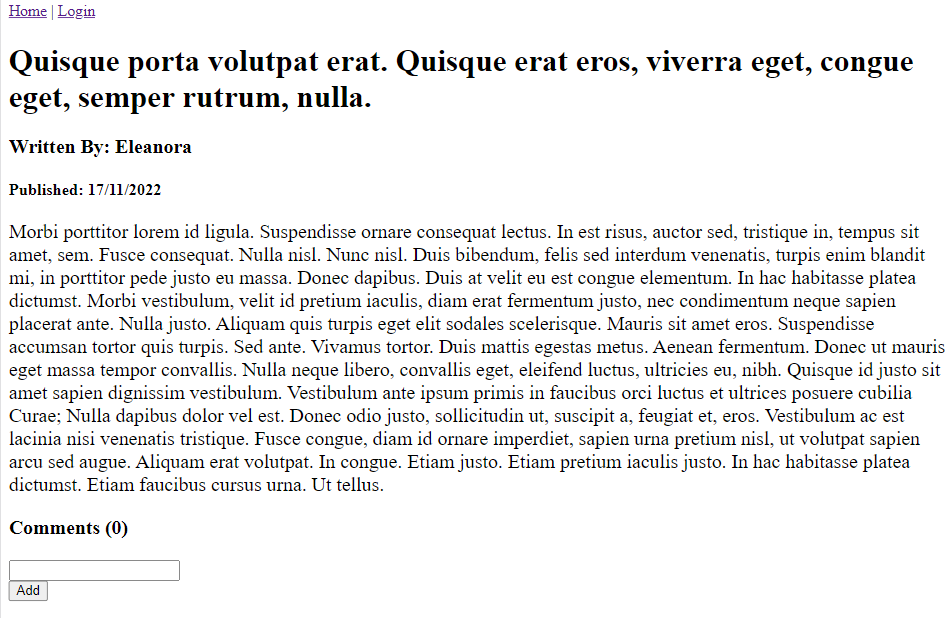 Home | Login
Quisque porta volutpat erat. Quisque erat eros, viverra eget, congue
eget, semper rutrum, nulla.
Written By: Eleanora
Published: 17/11/2022
Morbi porttitor lorem id ligula. Suspendisse ornare consequat lectus. In est risus, auctor sed, tristique in, tempus sit
amet, sem. Fusce consequat. Nulla nisl. Nunc nisl. Duis bibendum, felis sed interdum venenatis, turpis enim blandit
mi, in porttitor pede justo eu massa. Donec dapibus. Duis at velit eu est congue elementum. In hac habitasse platea
dictumst. Morbi vestibulum, velit id pretium iaculis, diam erat fermentum justo, nec condimentum neque sapien
placerat ante. Nulla justo. Aliquam quis turpis eget elit sodales scelerisque. Mauris sit amet eros. Suspendisse
accumsan tortor quis turpis. Sed ante. Vivamus tortor. Duis mattis egestas metus. Aenean fermentum. Donec ut mauris
eget massa tempor convallis. Nulla neque libero, convallis eget, eleifend luctus, ultricies eu, nibh. Quisque id justo sit
amet sapien dignissim vestibulum. Vestibulum ante ipsum primis in faucibus orci luctus et ultrices posuere cubilia
Curae; Nulla dapibus dolor vel est. Donec odio justo, sollicitudin ut, suscipit a, feugiat et, eros. Vestibulum ac est
lacinia nisi venenatis tristique. Fusce congue, diam id ornare imperdiet, sapien urna pretium nisl, ut volutpat sapien
arcu sed augue. Aliquam erat volutpat. In congue. Etiam justo. Etiam pretium iaculis justo. In hac habitasse platea
dictumst. Etiam faucibus cursus urna. Ut tellus.
Comments (0)
Add